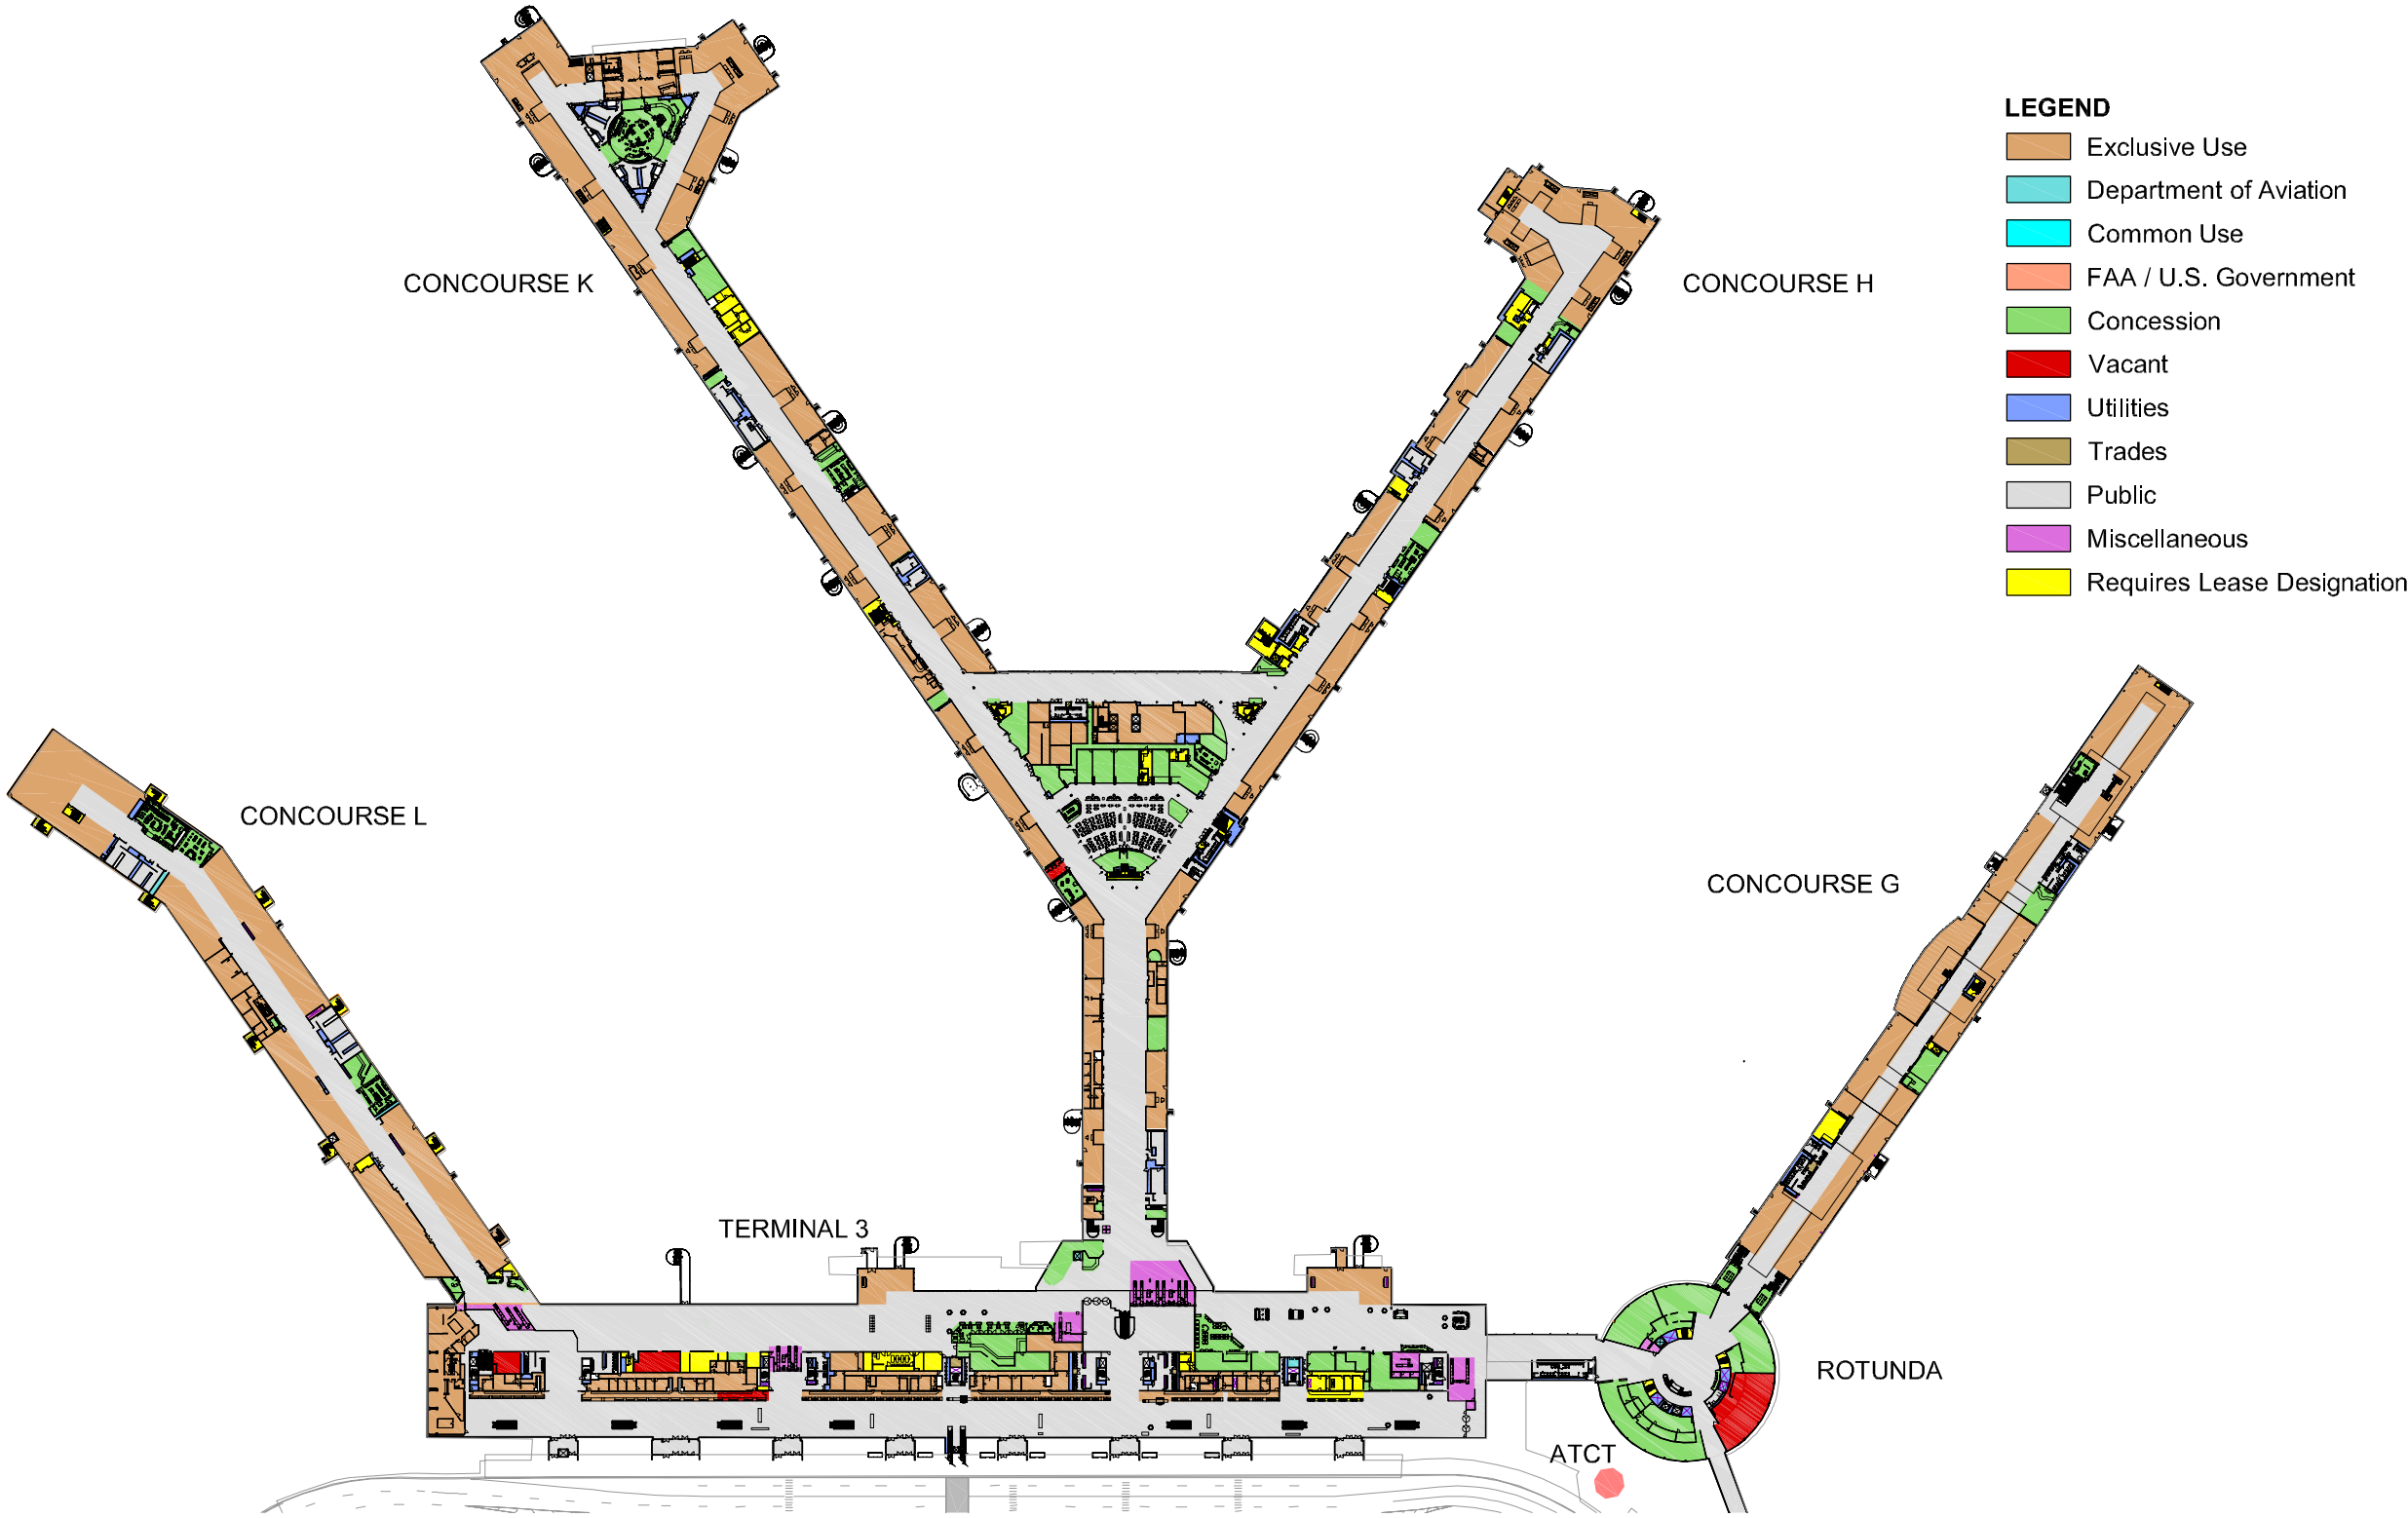 LEGEND
Exclusive Use
Department of Aviation
Common Use
FAA / U.S. Government
Concession
Vacant
Utilities
Trades
Public
Miscellaneous
Requires Lease Designation
CONCOURSE K
CONCOURSE H
CONCOURSE L
CONCOURSE G
TERMINAL 3
ROTUNDA
ATCT